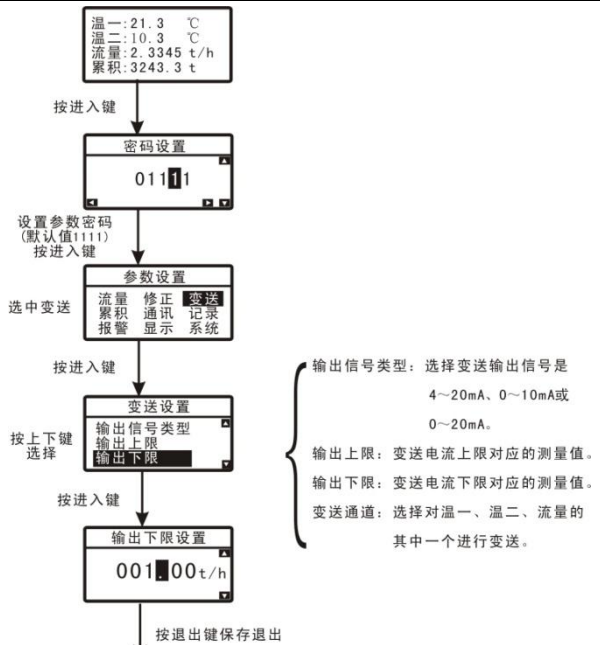 温一:21.3 ℃
温二:10.3 ℃
流量:2.3345 t/h
累积:3243.3 t
按进入键
密码设置
01111
设置参数密码
(默认值1111)
按进入键
参数设置
流量 修正 变送
累积 通讯 记录
报警 显示 系统
选中变送
按进入键
变送设置
输出信号类型
输出上限
输出下限
按上下键
选择
按进入键
输出下限设置
001.00t/h
按退出键保存退出
输出信号类型：选择变送输出信号是
4～20mA、0～10mA或
0～20mA。
输出上限：变送电流上限对应的测量值。
输出下限：变送电流下限对应的测量值。
变送通道：选择对温一、温二、流量的
其中一个进行变送。